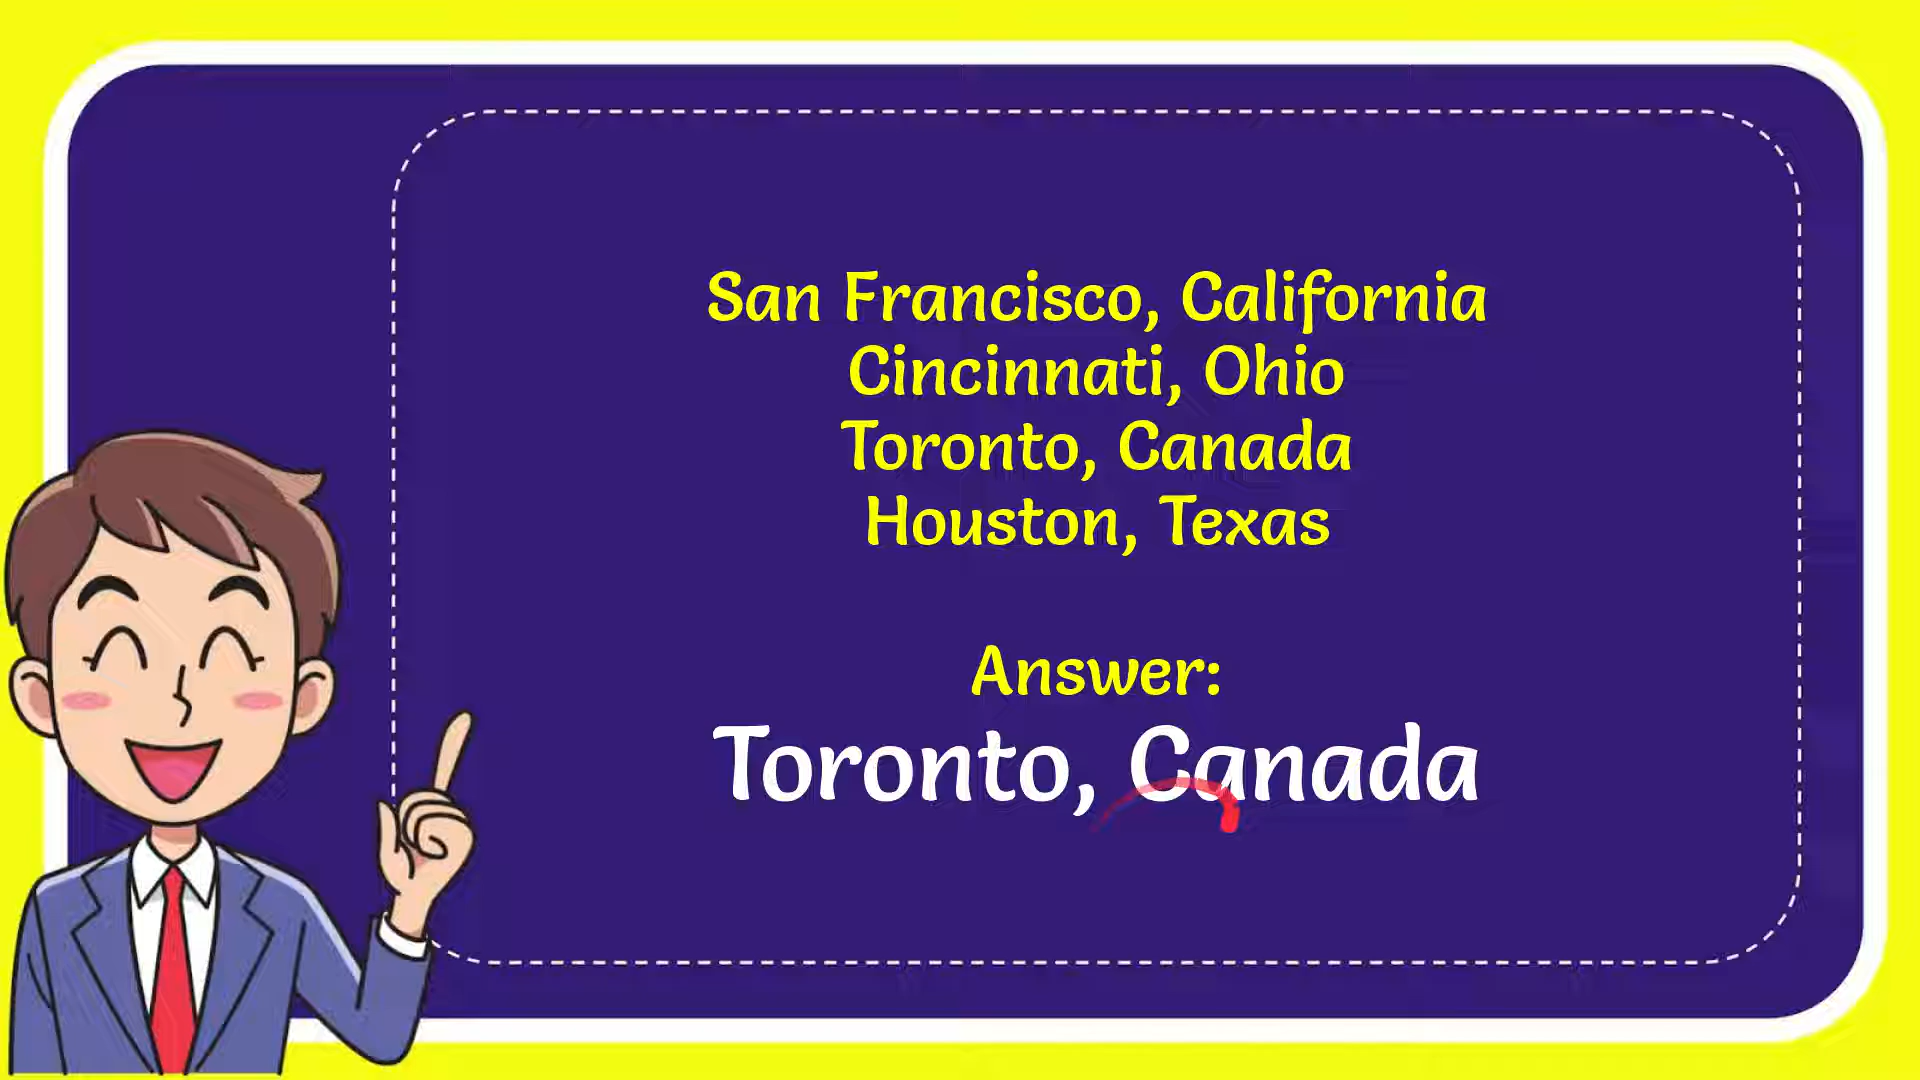 San Francisco, California
Cincinnati, Ohio
Toronto, Canada
Houston, Texas
Answer:
Toronto, Canada